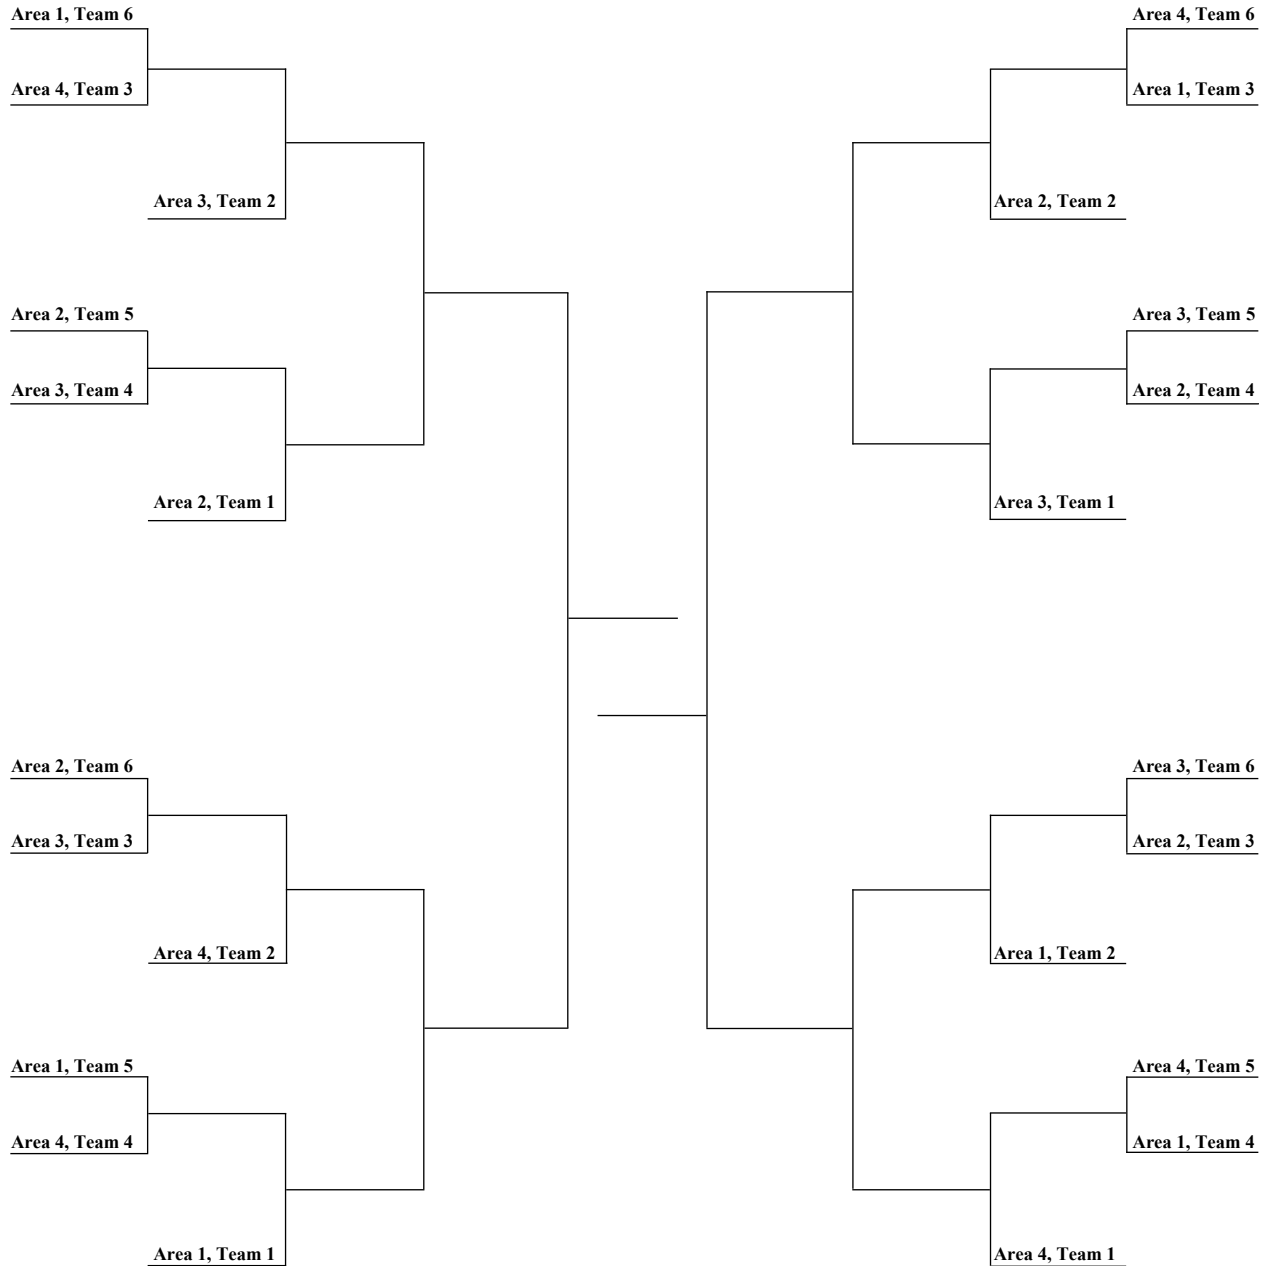 Area 1, Team 6
Area 4, Team 3
Area 3, Team 2
Area 2, Team 5
Area 3, Team 4
Area 2, Team 1
Area 2, Team 6
Area 3, Team 3
Area 4, Team 2
Area 1, Team 5
Area 4, Team 4
Area 1, Team 1
Area 4, Team 6
Area 1, Team 3
Area 2, Team 2
Area 3, Team 5
Area 2, Team 4
Area 3, Team 1
Area 3, Team 6
Area 2, Team 3
Area 1, Team 2
Area 4, Team 5
Area 1, Team 4
Area 4, Team 1